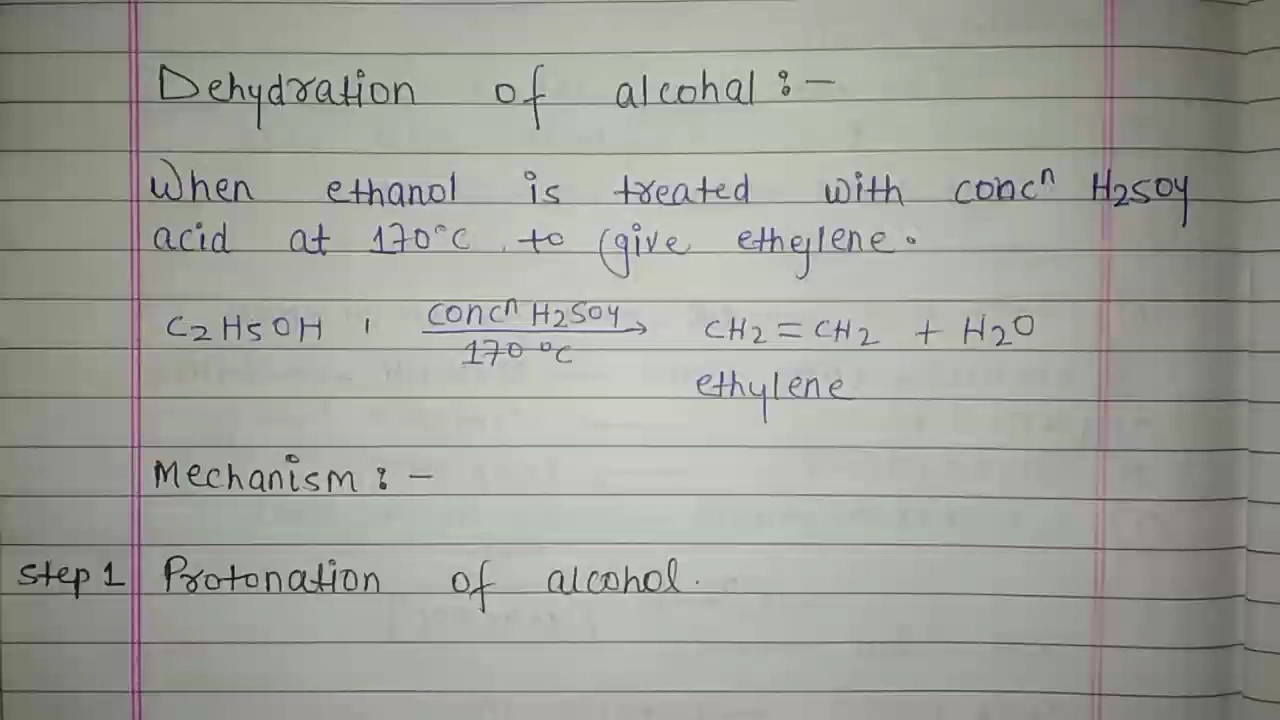 Dehydration of alcohal :-
When ethanol is treated with concⁿ H2SO4
acid at 170°C to give ethylene.
C2H5OH , concⁿ H2SO4 → CH2=CH2 + H2O
170 °C
ethylene
Mechanism :-
Step 1 Protonation of alcohol.